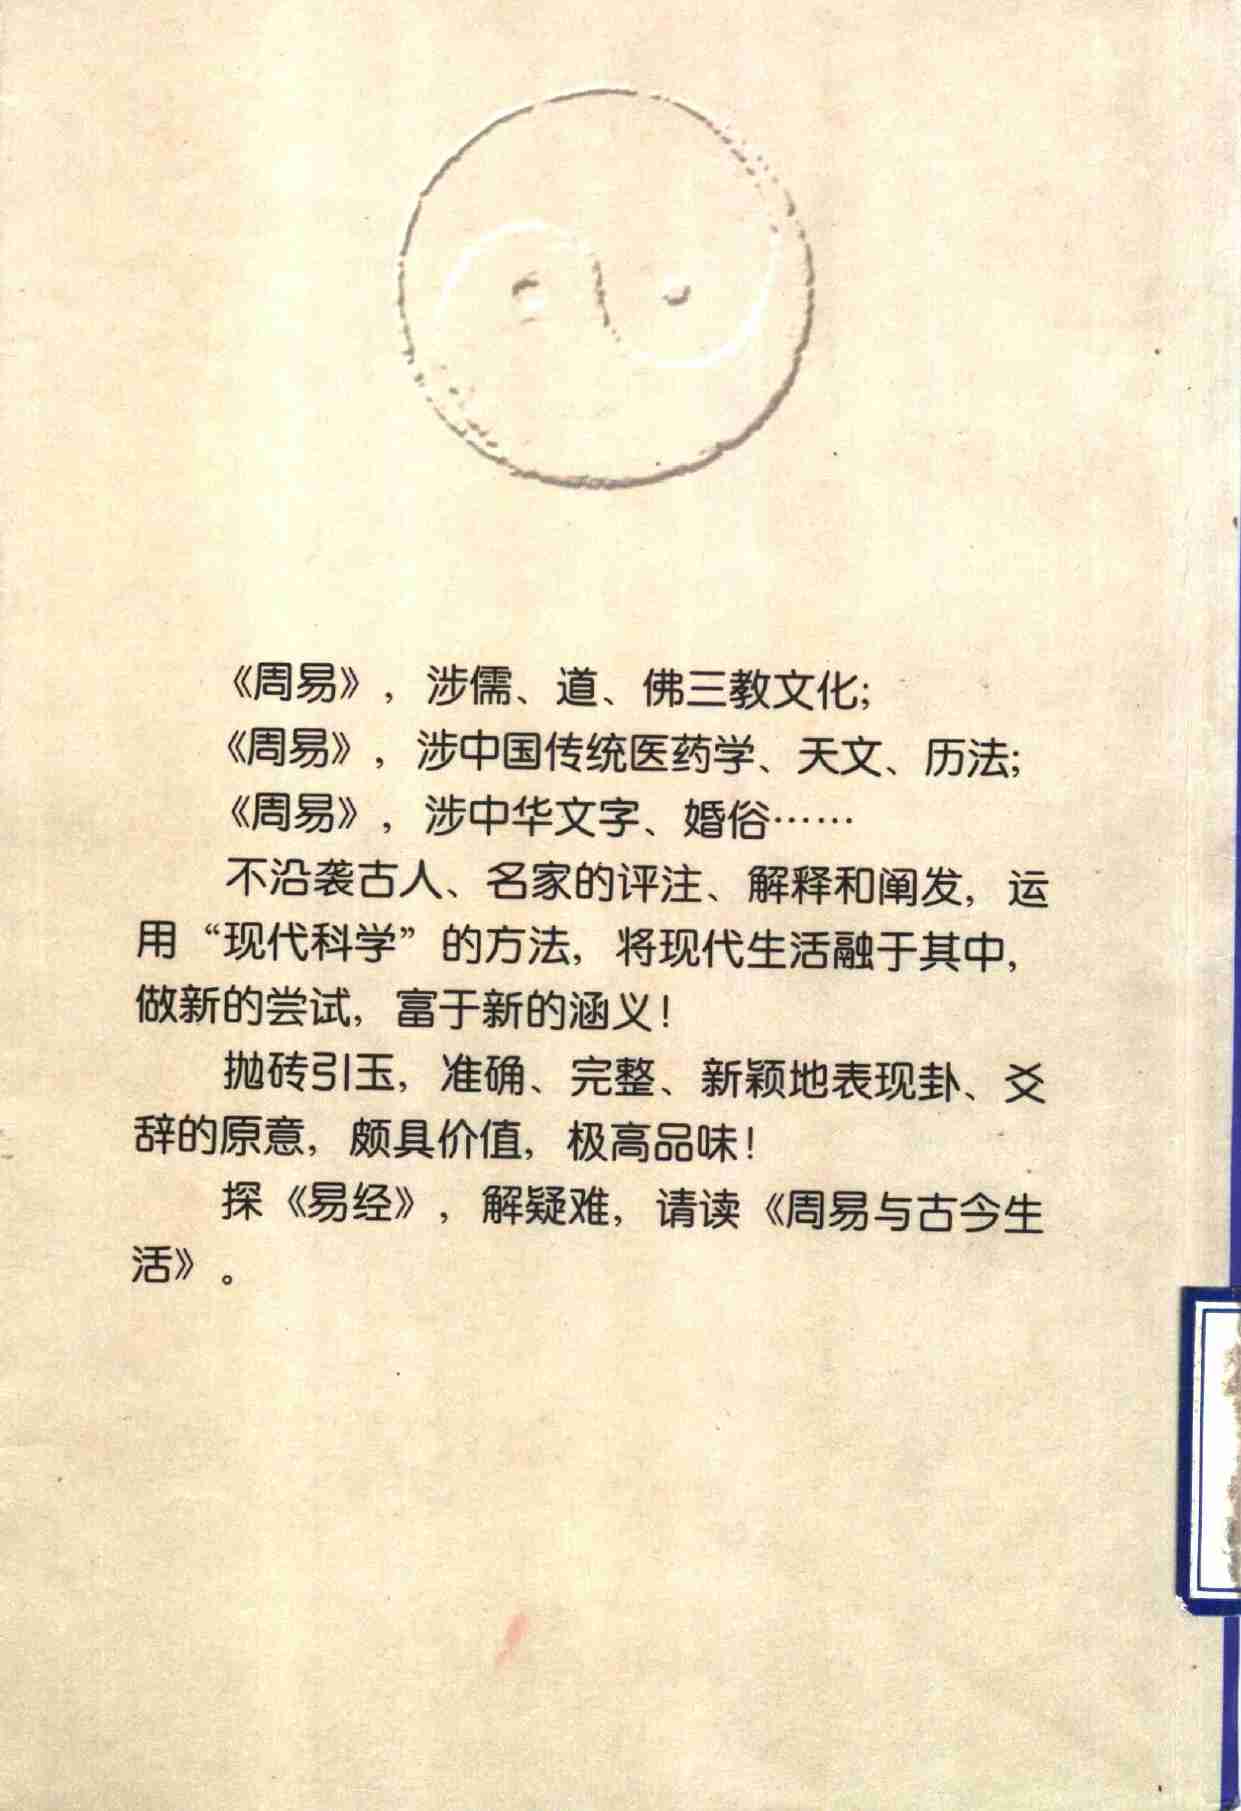 《周易》，涉儒、道、佛三教文化;
《周易》，涉中国传统医药学、天文、历法;
《周易》，涉中华文字、婚俗……
不沿袭古人、名家的评注、解释和阐发，运
用“现代科学”的方法，将现代生活融于其中，
做新的尝试，富于新的涵义！
抛砖引玉，准确、完整、新颖地表现卦、爻
辞的原意，颇具价值，极高品味！
探《易经》，解疑难，请读《周易与古今生
活》。